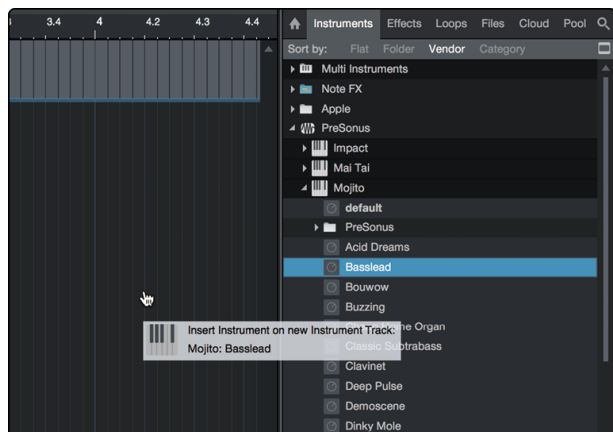 3.4 4 4.2 4.3 4.4
Instruments Effects Loops Files Cloud Pool
Sort by: Flat Folder Vendor Category
Multi Instruments
Note FX
Apple
PreSonus
Impact
Mai Tai
Mojito
default
PreSonus
Acid Dreams
Basslead
Bouwow
Buzzing
Insert Instrument on new Instrument Track:
Organ
Mojito: Basslead
Classic Subtrabass
Clavinet
Deep Pulse
Demoscene
Dinky Mole